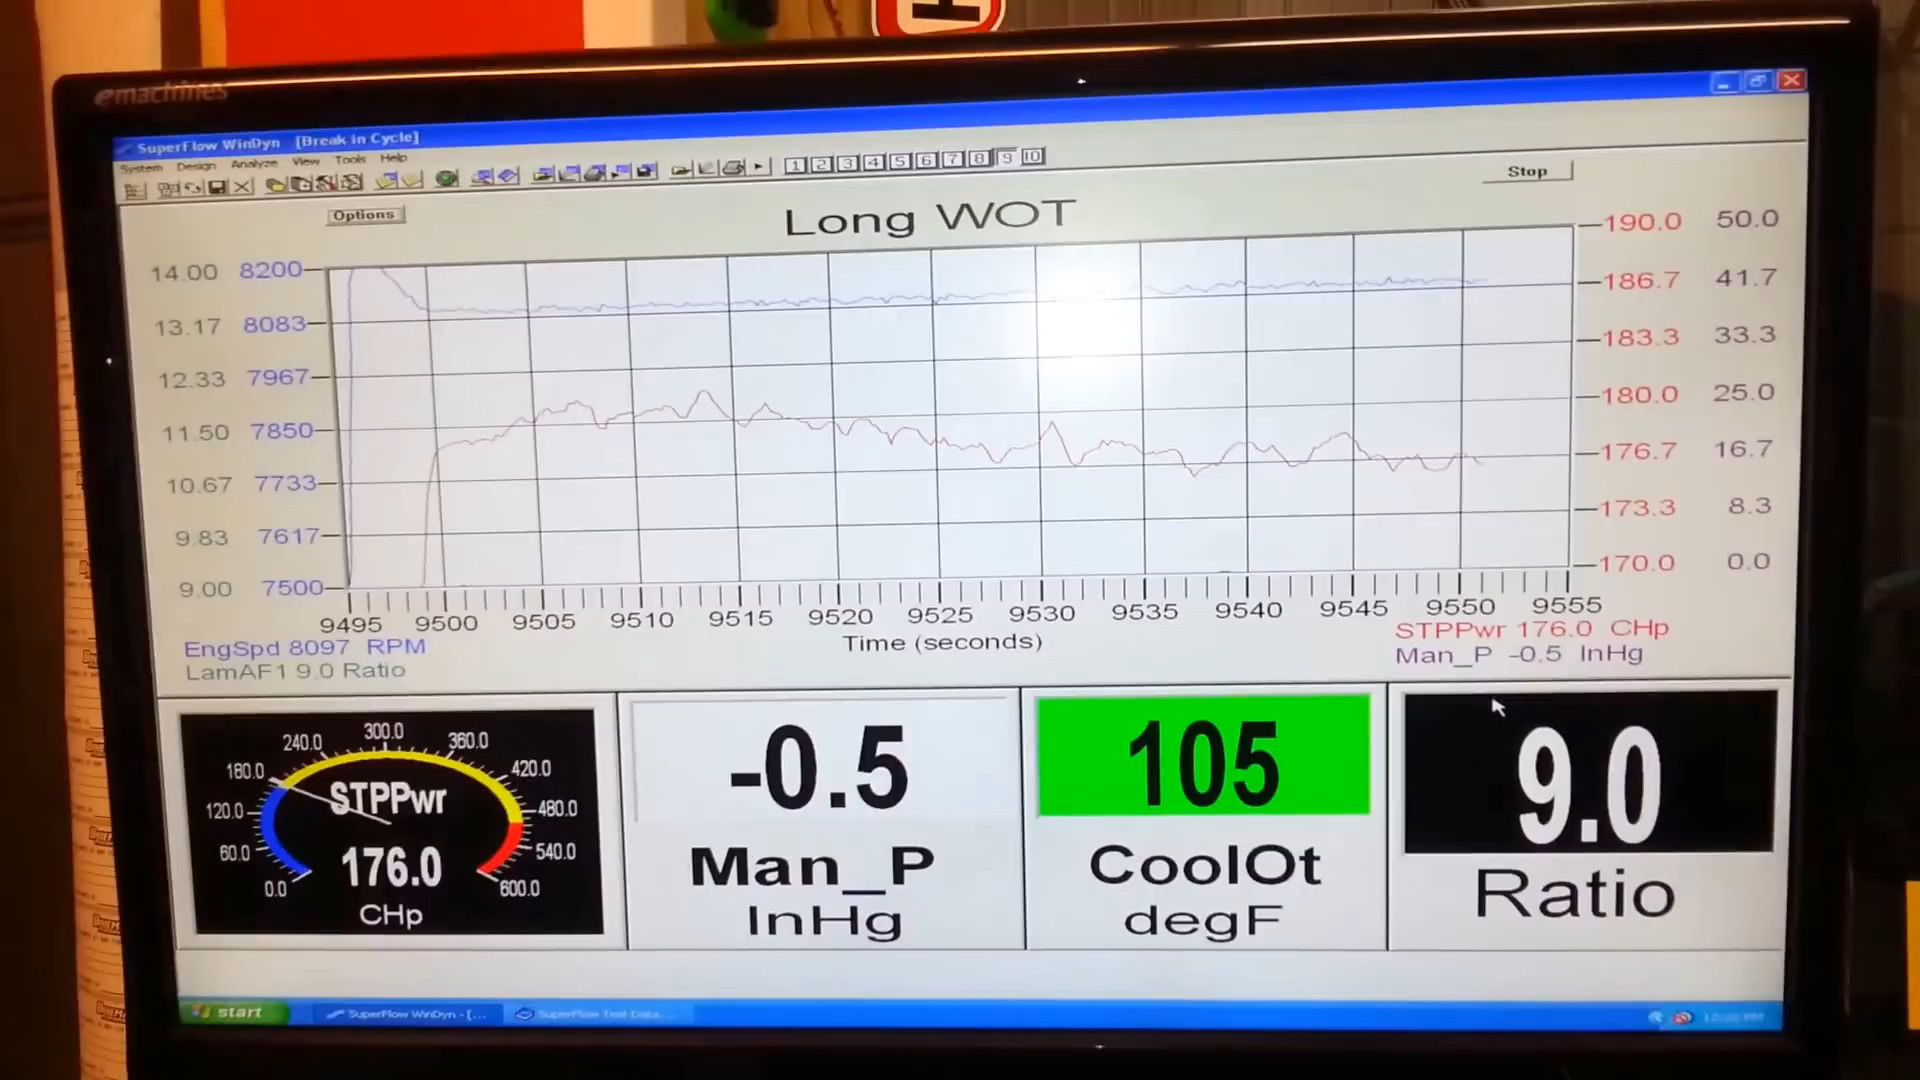 emachines
SuperFlow WinDyn [Break in Cycle]
System Design Analyze View Tools Help
1 2 3 4 5 6 7 8 9 10
Options
Long WOT
Stop
14.00 8200
13.17 8083
12.33 7967
11.50 7850
10.67 7733
9.83 7617
9.00 7500
190.0 50.0
186.7 41.7
183.3 33.3
180.0 25.0
176.7 16.7
173.3 8.3
170.0 0.0
9495 9500 9505 9510 9515 9520 9525 9530 9535 9540 9545 9550 9555
Time (seconds)
EngSpd 8097 RPM
LamAF1 9.0 Ratio
STPPwr 176.0 CHp
Man_P -0.5 InHg
0.0 60.0 120.0 180.0 240.0 300.0 360.0 420.0 480.0 540.0 600.0
STPPwr
176.0
CHp
-0.5
Man_P
InHg
105
CoolOt
degF
9.0
Ratio
start
SuperFlow WinDyn - [...
SuperFlow Test Data...